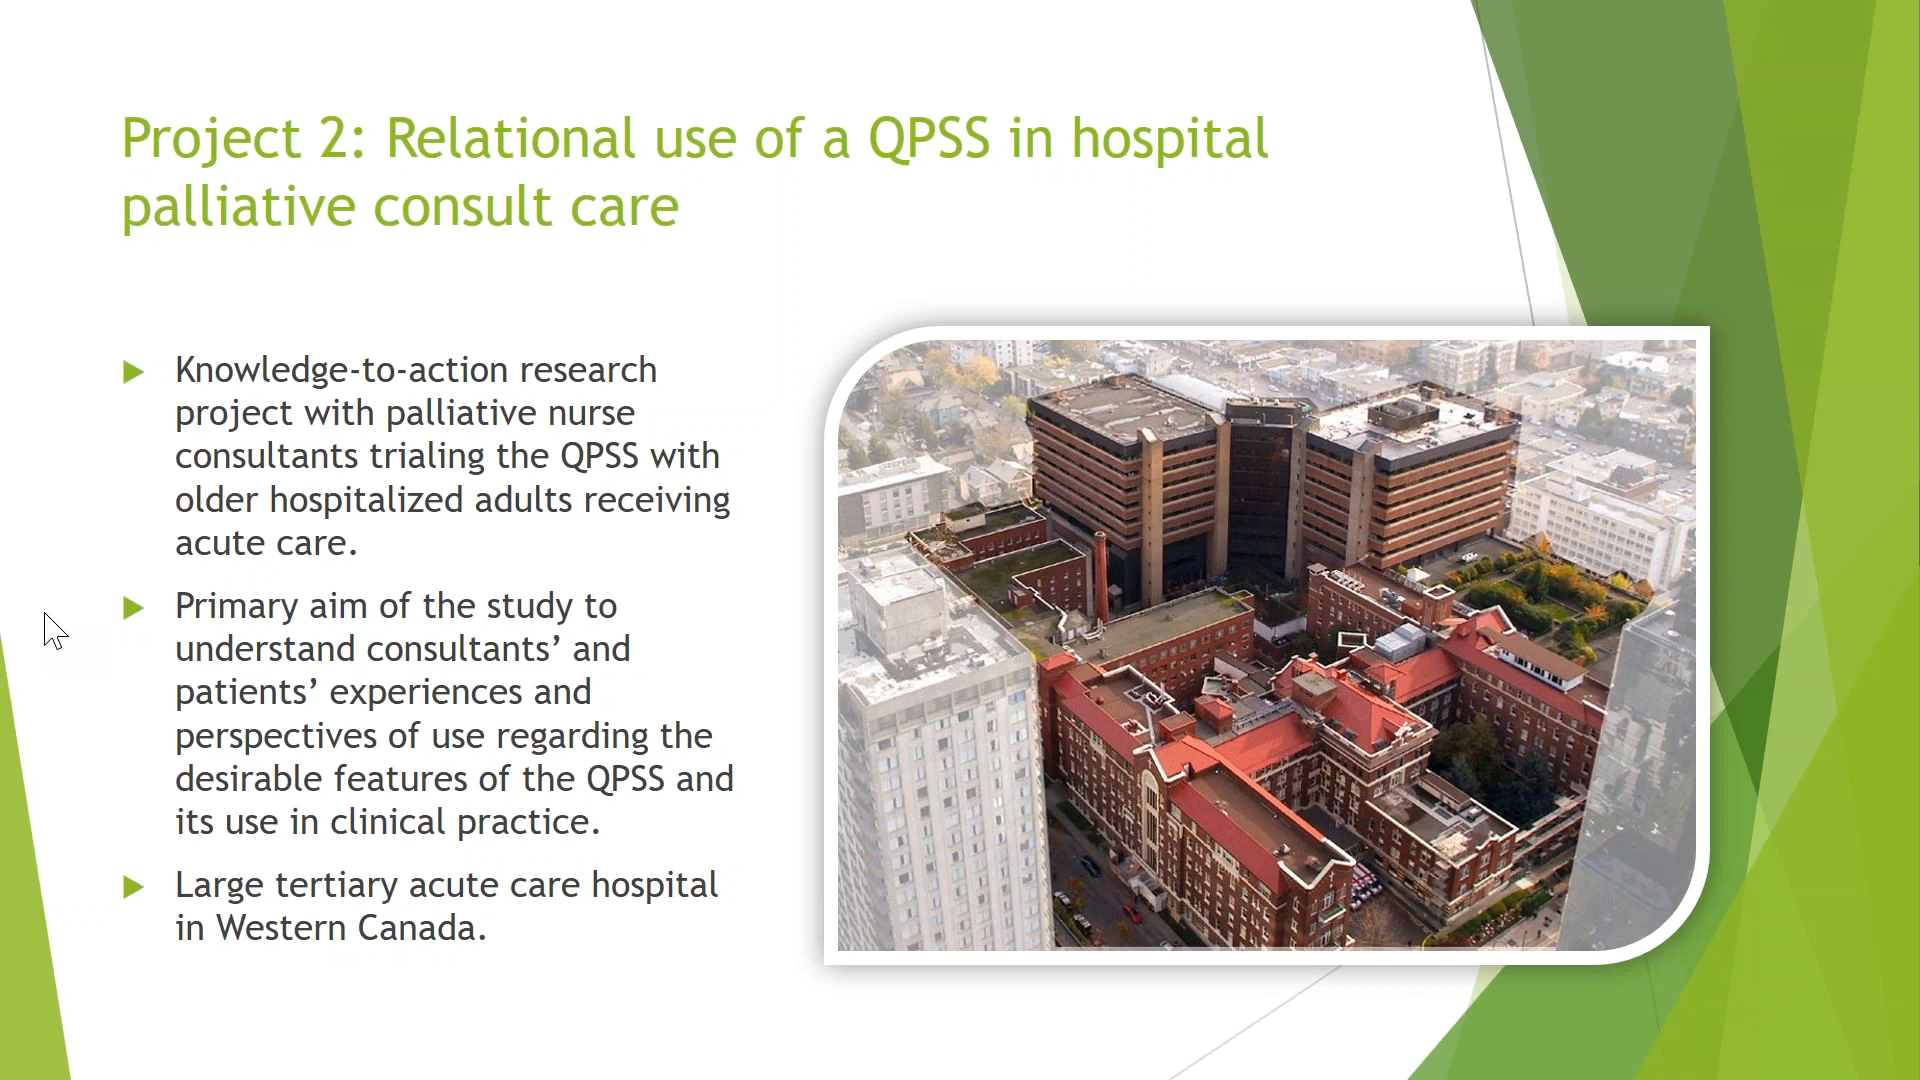 Project 2: Relational use of a QPSS in hospital
palliative consult care
Knowledge-to-action research
project with palliative nurse
consultants trialing the QPSS with
older hospitalized adults receiving
acute care.
Primary aim of the study to
understand consultants’ and
patients’ experiences and
perspectives of use regarding the
desirable features of the QPSS and
its use in clinical practice.
Large tertiary acute care hospital
in Western Canada.